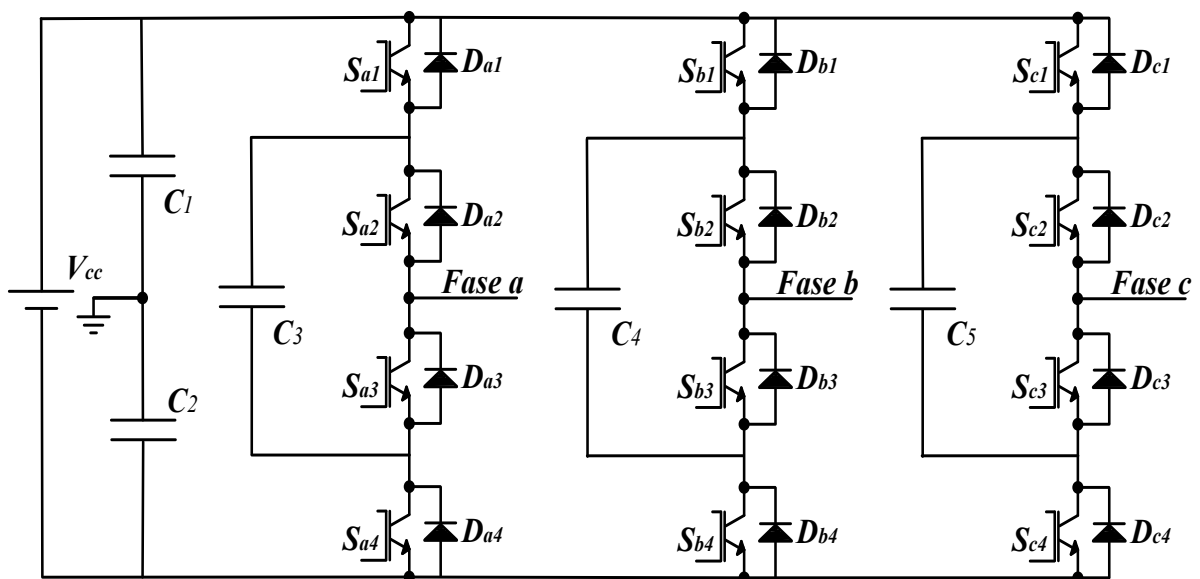 Sa1 Da1 Sb1 Db1 Sc1 Dc1
C1
Sa2 Da2 Sb2 Db2 Sc2 Dc2
Vcc Fase a Fase b Fase c
C3 C4 C5
Sa3 Da3 Sb3 Db3 Sc3 Dc3
C2
Sa4 Da4 Sb4 Db4 Sc4 Dc4